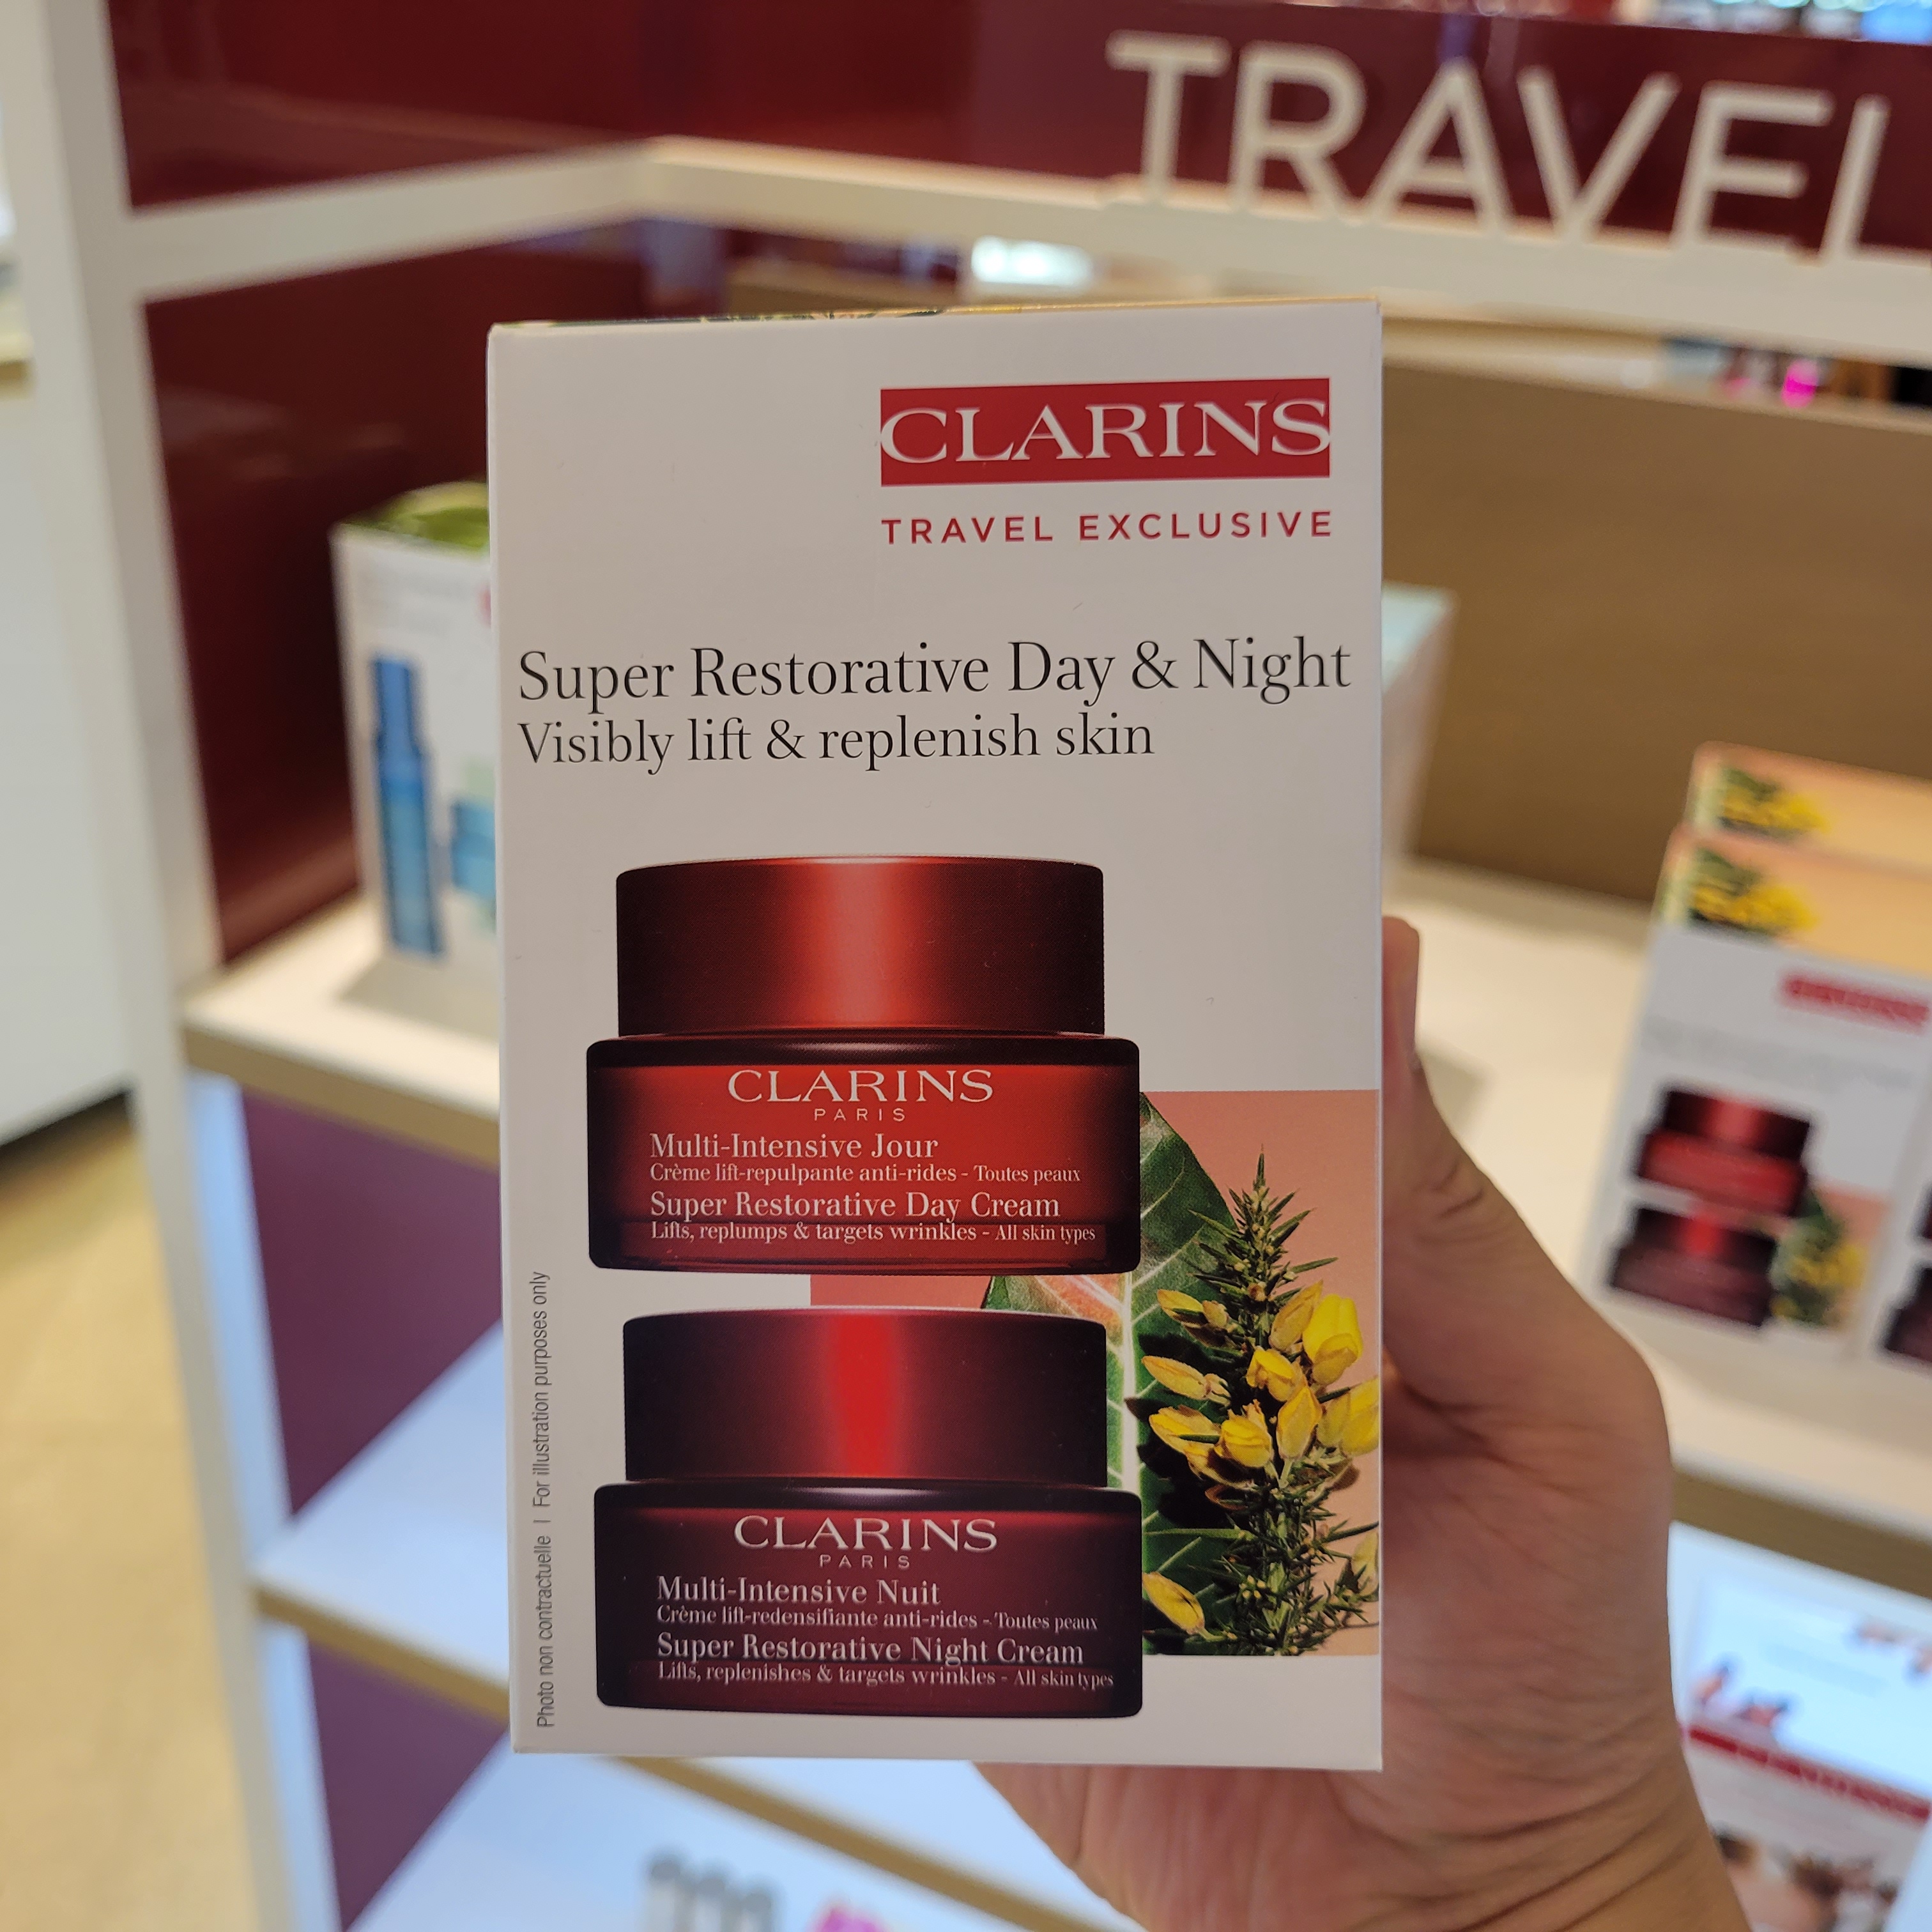 TRAVEL
CLARINS
TRAVEL EXCLUSIVE
Super Restorative Day & Night
Visibly lift & replenish skin
CLARINS
PARIS
Multi-Intensive Jour
Crème lift-repulpante anti-rides - Toutes peaux
Super Restorative Day Cream
Lifts, replumps & targets wrinkles - All skin types
CLARINS
PARIS
Multi-Intensive Nuit
Crème lift-redensifiante anti-rides - Toutes peaux
Super Restorative Night Cream
Lifts, replenishes & targets wrinkles - All skin types
Photo non contractuelle | For illustration purposes only